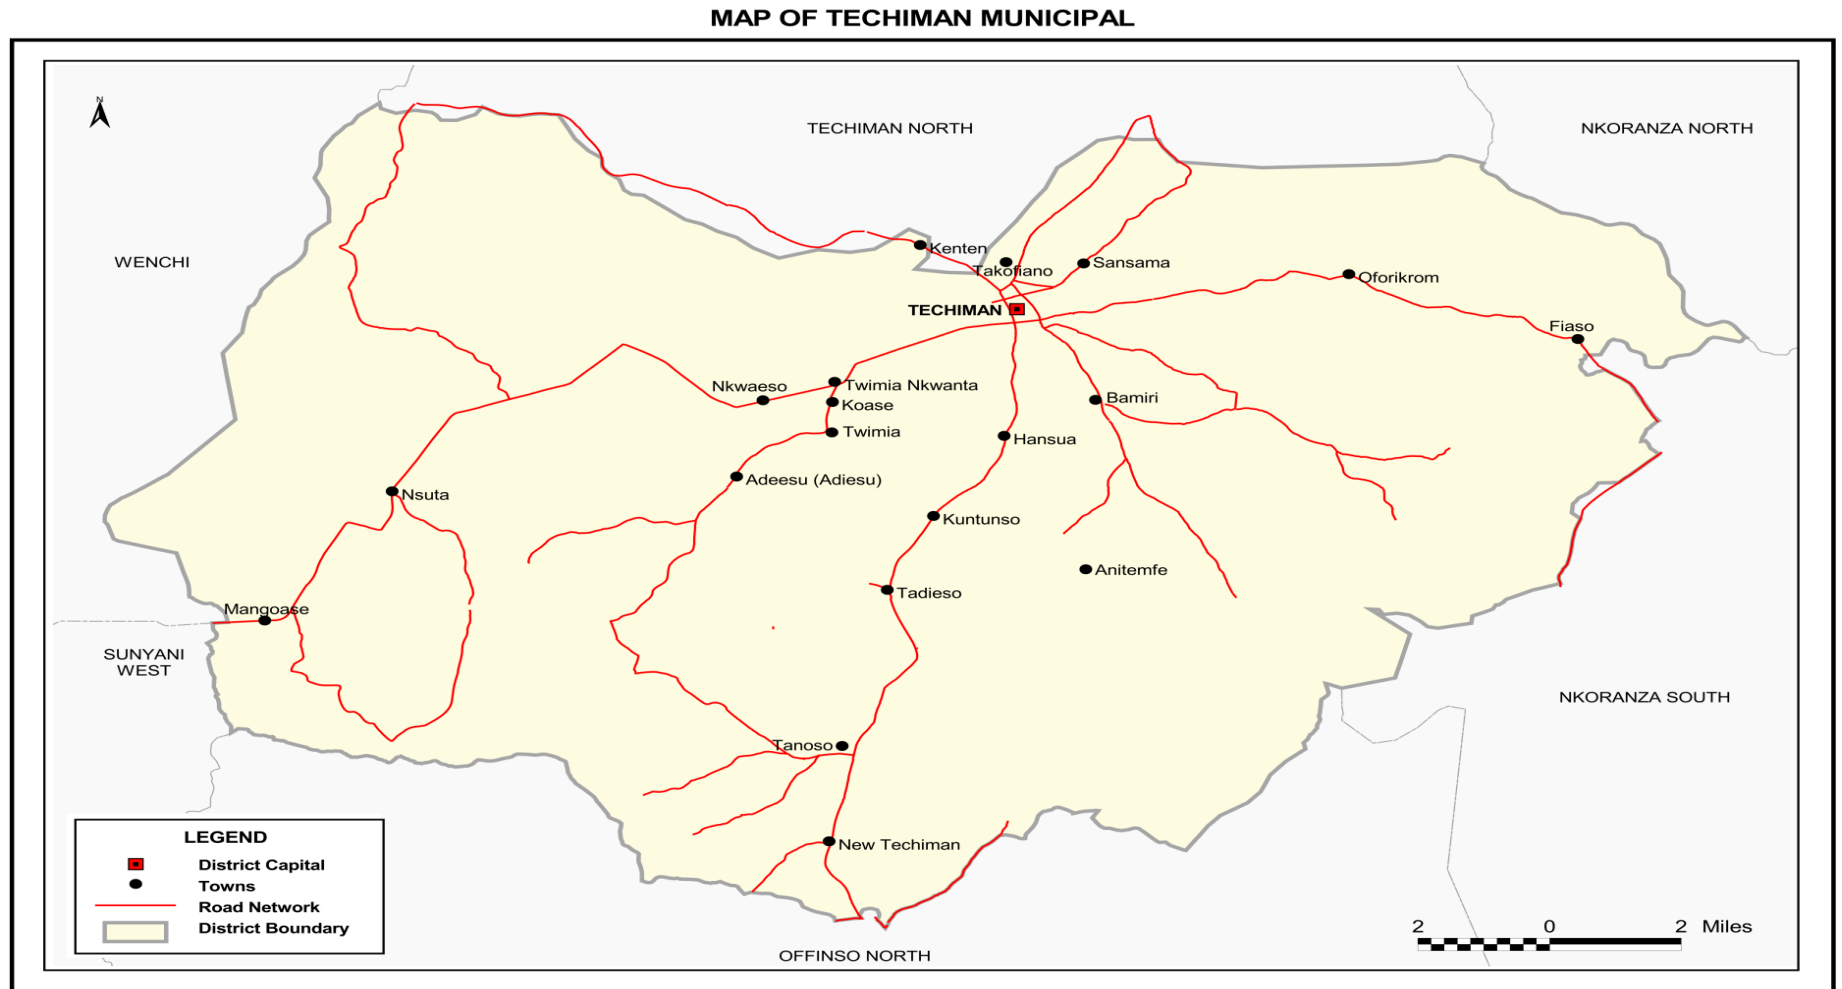 MAP OF TECHIMAN MUNICIPAL
N
TECHIMAN NORTH
NKORANZA NORTH
WENCHI
Kenten
Takofiano
Sansama
Oforikrom
TECHIMAN
Fiaso
Nkwaeso
Twimia Nkwanta
Koase
Bamiri
Twimia
Hansua
Adeesu (Adiesu)
Nsuta
Kuntunso
Anitemfe
Tadieso
Mangoase
SUNYANI
WEST
NKORANZA SOUTH
Tanoso
New Techiman
LEGEND
District Capital
Towns
Road Network
District Boundary
2 0 2 Miles
OFFINSO NORTH